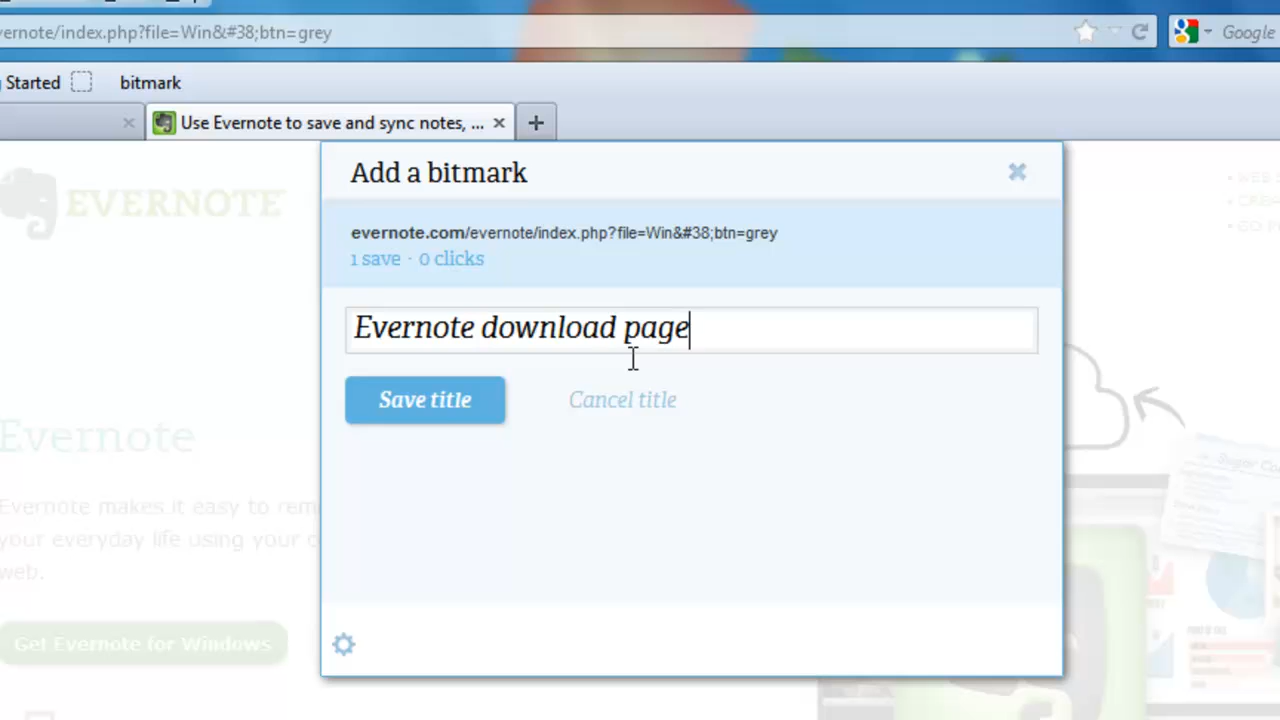 vernote/index.php?file=Win&#38;btn=grey
Google
Started
bitmark
Use Evernote to save and sync notes, ...
Add a bitmark
evernote.com/evernote/index.php?file=Win&#38;btn=grey
1 save · 0 clicks
Evernote download page
Save title
Cancel title
EVERNOTE
Evernote
Evernote makes it easy to rem
your everyday life using your c
web.
Get Evernote for Windows